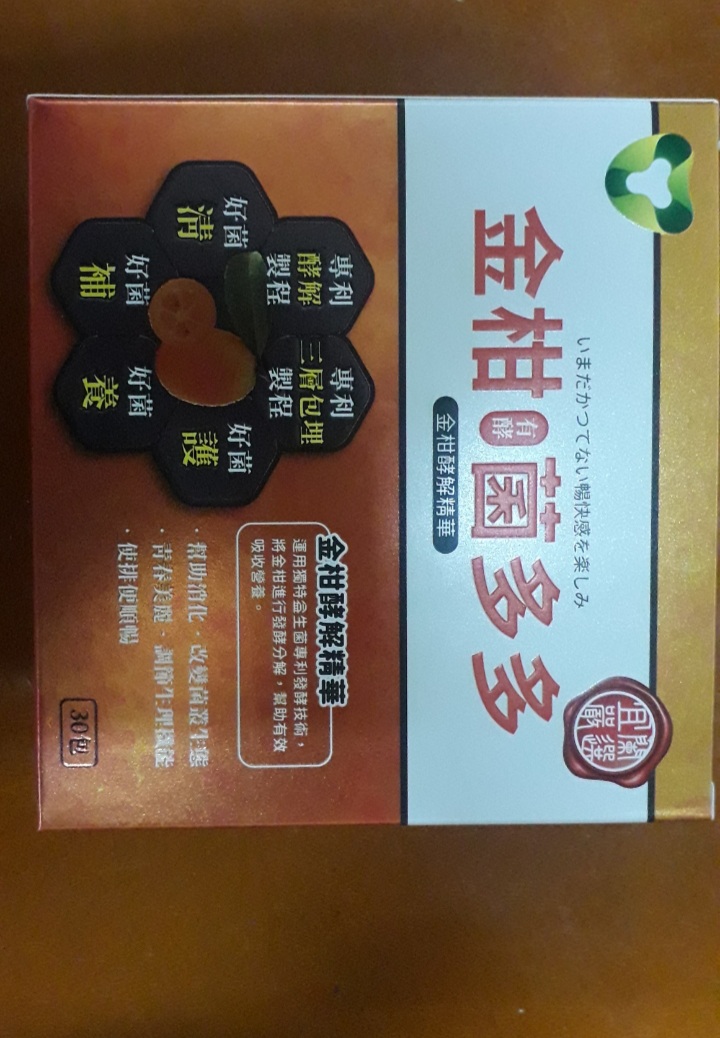 いまだかつてない暢快感を楽しみ
金柑有酵菌多多
金柑酵解精華
宜蘭
嚴選
專利
酵解
製程
專利
三層包埋
製程
好菌
清
好菌
護
好菌
補
好菌
養
金柑酵解精華
運用獨特益生菌專利發酵技術，
將金柑進行發酵分解，幫助有效
吸收營養。
·幫助消化·改變菌叢生態
·青春美麗·調節生理機能
·使排便順暢
30包